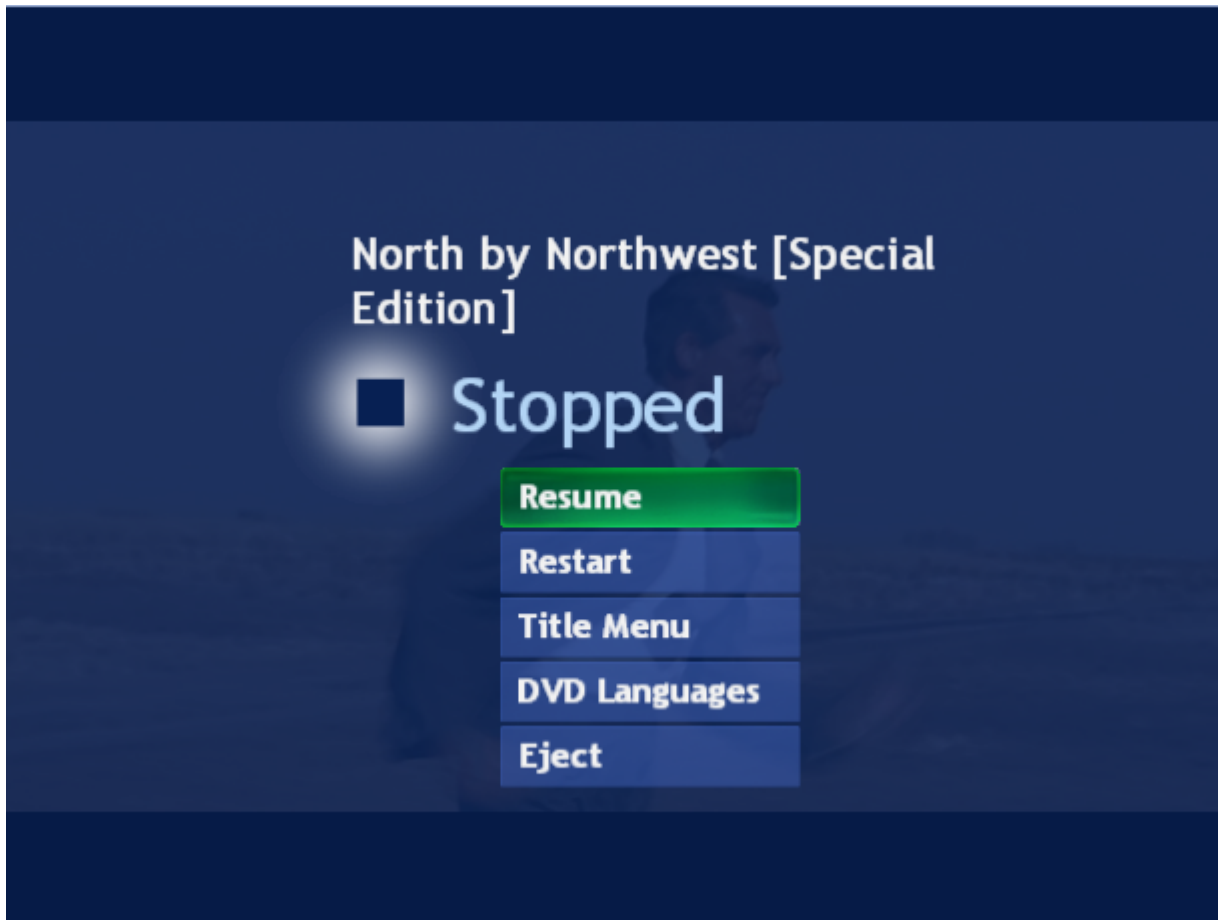 North by Northwest [Special
Edition]
Stopped
Resume
Restart
Title Menu
DVD Languages
Eject